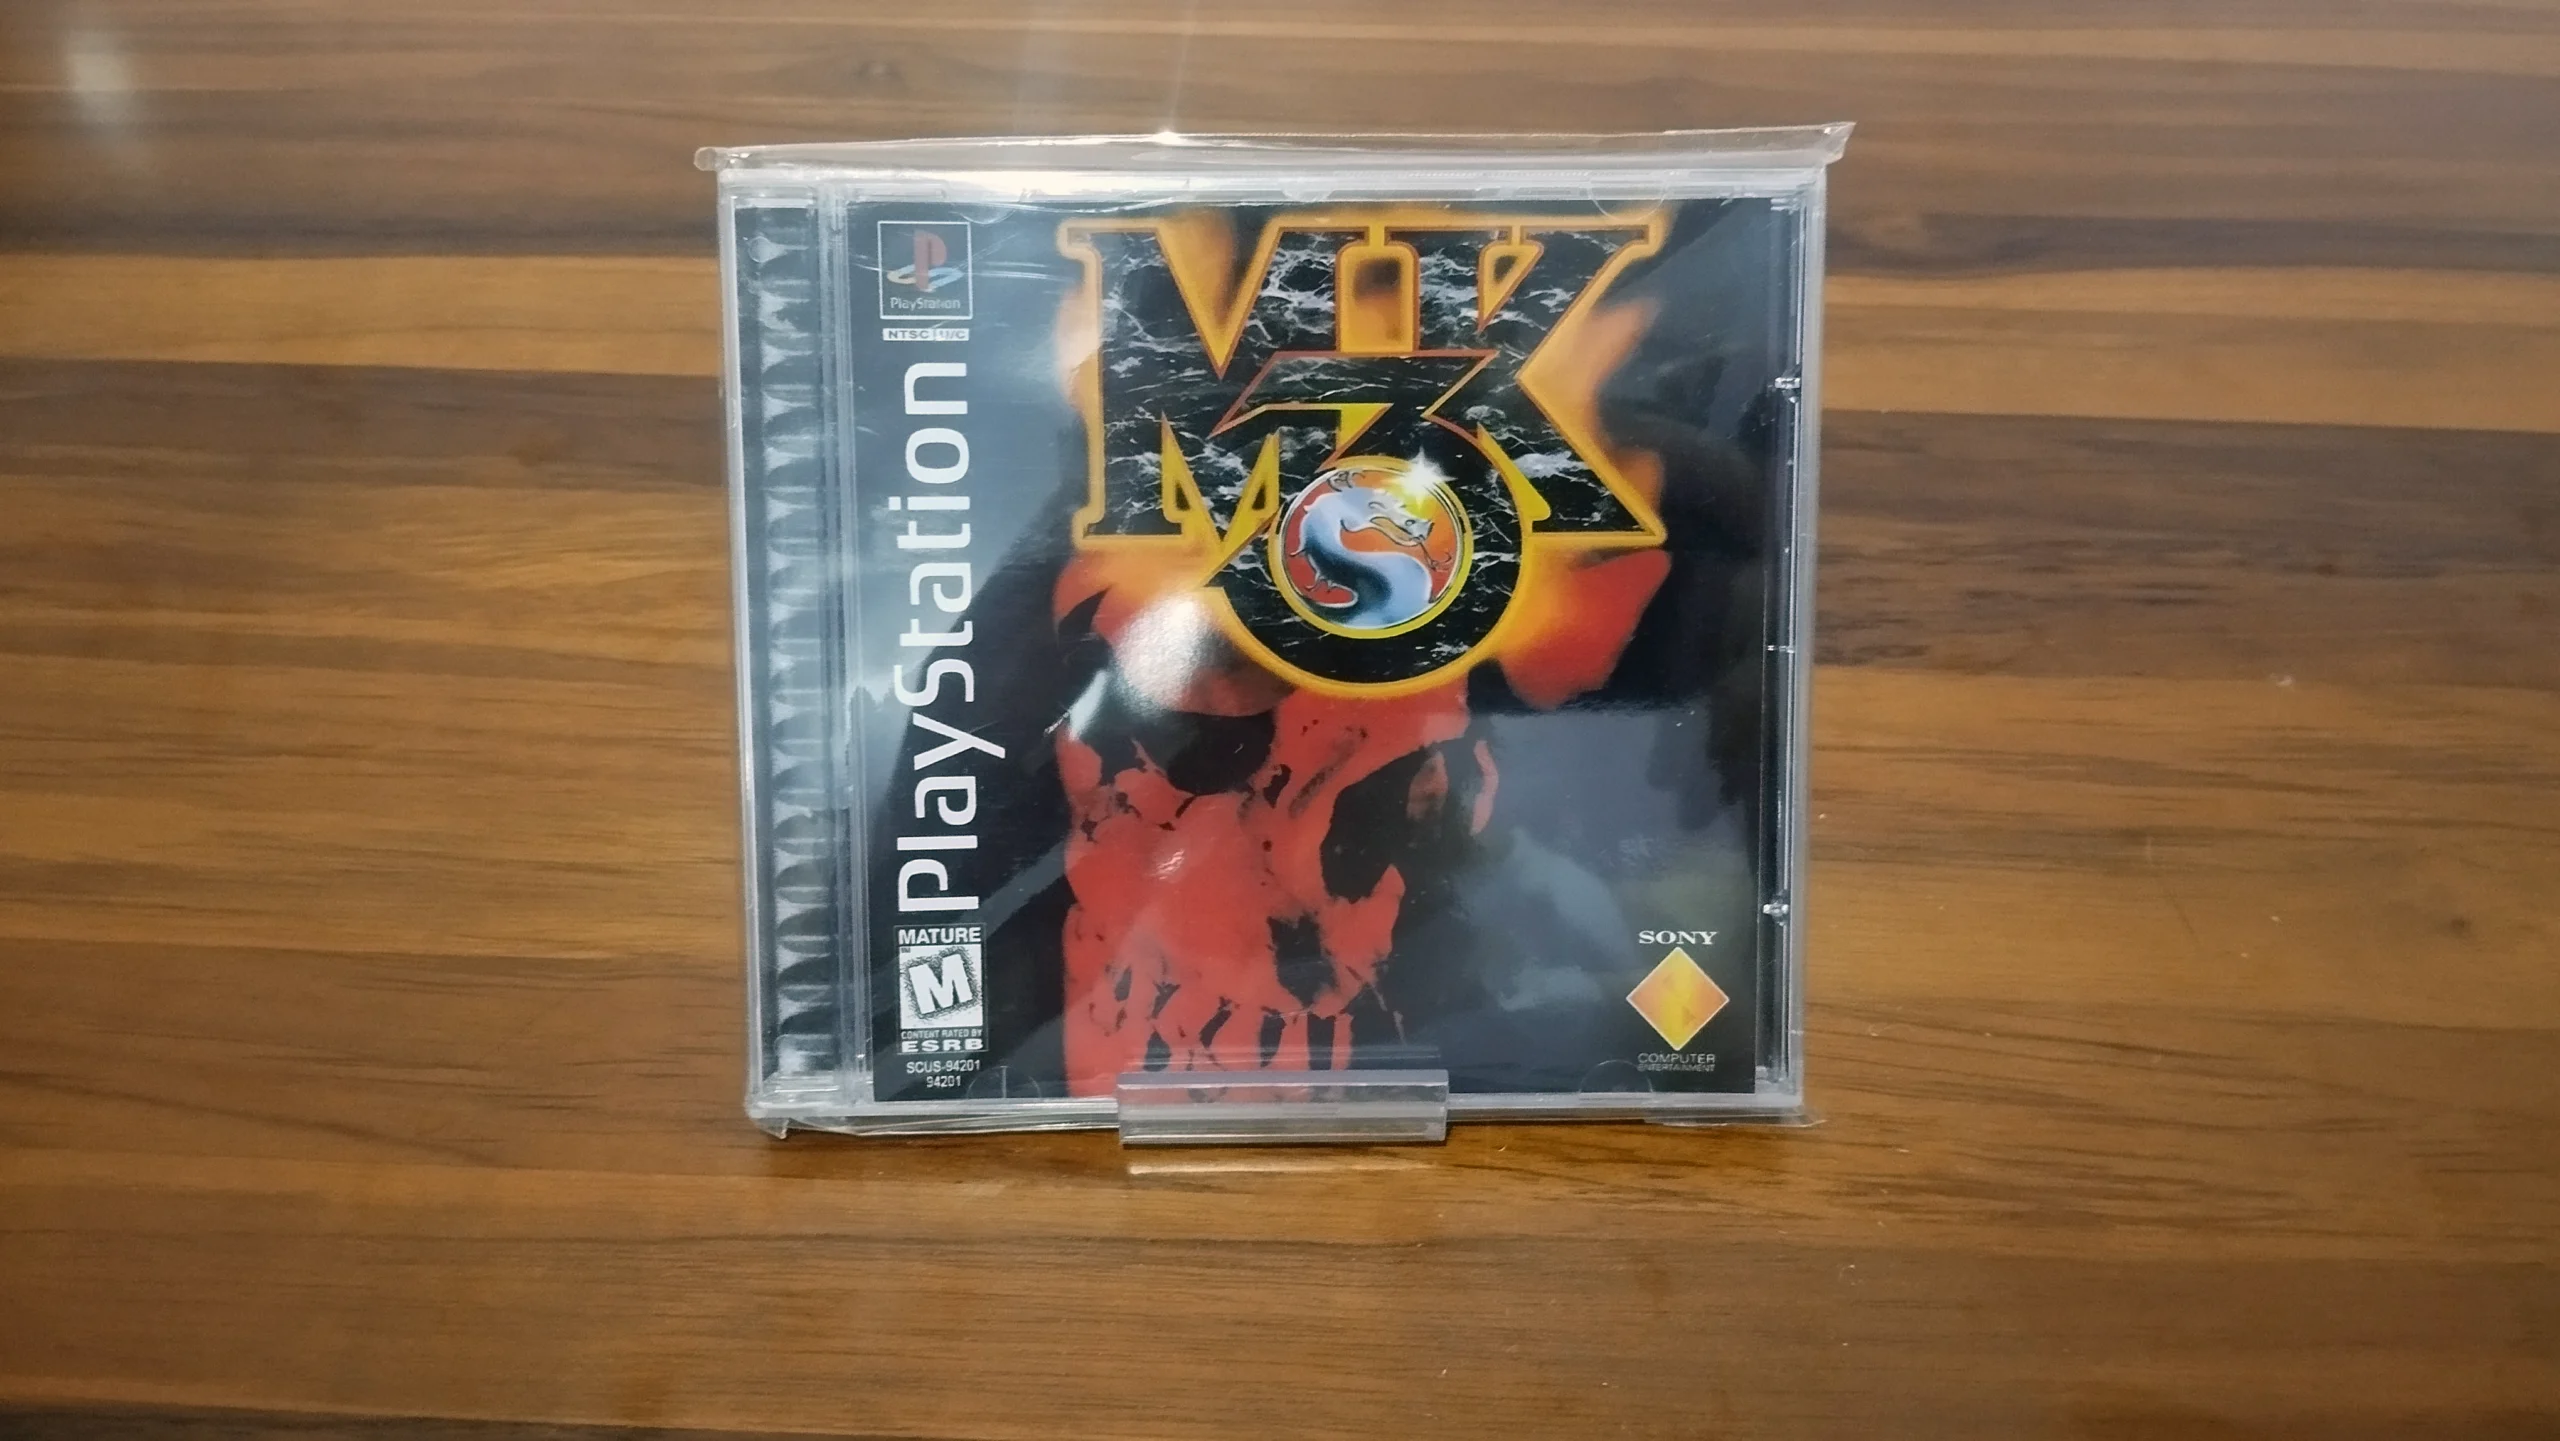 PlayStation
NTSC U/C
PlayStation
MK
3
MATURE
M
CONTENT RATED BY
ESRB
SCUS-94201
94201
SONY
COMPUTER
ENTERTAINMENT